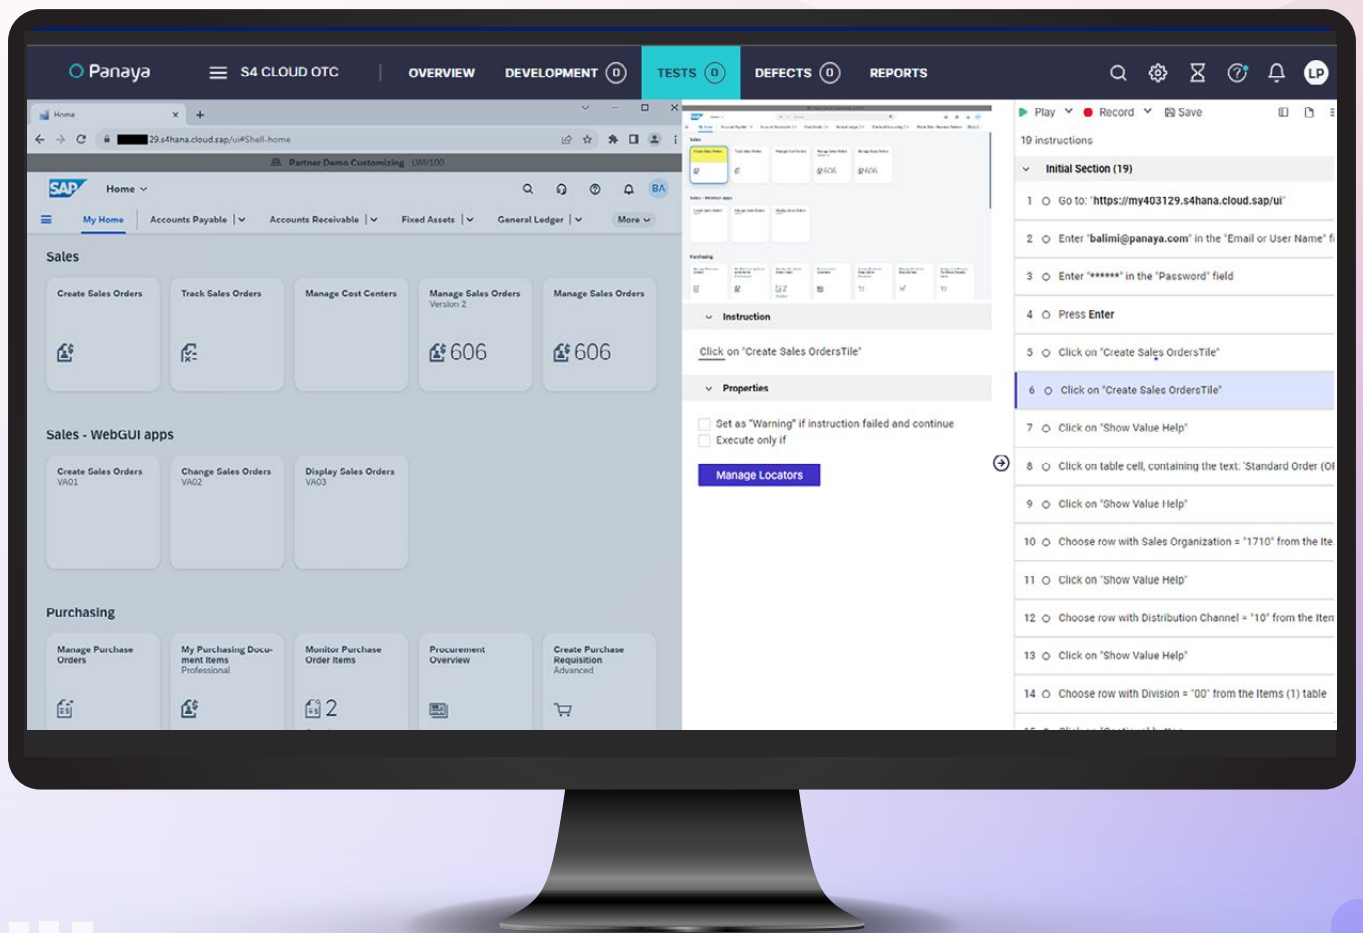 Panaya
S4 CLOUD OTC
OVERVIEW
DEVELOPMENT 0
TESTS 0
DEFECTS 0
REPORTS
LP
Home
29.s4hana.cloud.sap/ui#Shell-home
Partner Demo Customizing LWI/100
SAP
Home
BA
My Home
Accounts Payable
Accounts Receivable
Fixed Assets
General Ledger
More
Sales
Create Sales Orders
Track Sales Orders
Manage Cost Centers
Manage Sales Orders
Version 2
606
Manage Sales Orders
606
Sales - WebGUI apps
Create Sales Orders
VA01
Change Sales Orders
VA02
Display Sales Orders
VA03
Purchasing
Manage Purchase
Orders
My Purchasing Docu-
ment Items
Professional
Monitor Purchase
Order Items
2
Procurement
Overview
Create Purchase
Requisition
Advanced
Instruction
Click on "Create Sales OrdersTile"
Properties
Set as "Warning" if instruction failed and continue
Execute only if
Manage Locators
Play
Record
Save
19 instructions
Initial Section (19)
1 Go to: "https://my403129.s4hana.cloud.sap/ui"
2 Enter "balimi@panaya.com" in the "Email or User Name" fi
3 Enter "******" in the "Password" field
4 Press Enter
5 Click on "Create Sales OrdersTile"
6 Click on "Create Sales OrdersTile"
7 Click on "Show Value Help"
8 Click on table cell, containing the text: 'Standard Order (OR
9 Click on "Show Value Help"
10 Choose row with Sales Organization = "1710" from the Ite
11 Click on "Show Value Help"
12 Choose row with Distribution Channel = "10" from the Iten
13 Click on "Show Value Help"
14 Choose row with Division = "00" from the Items (1) table